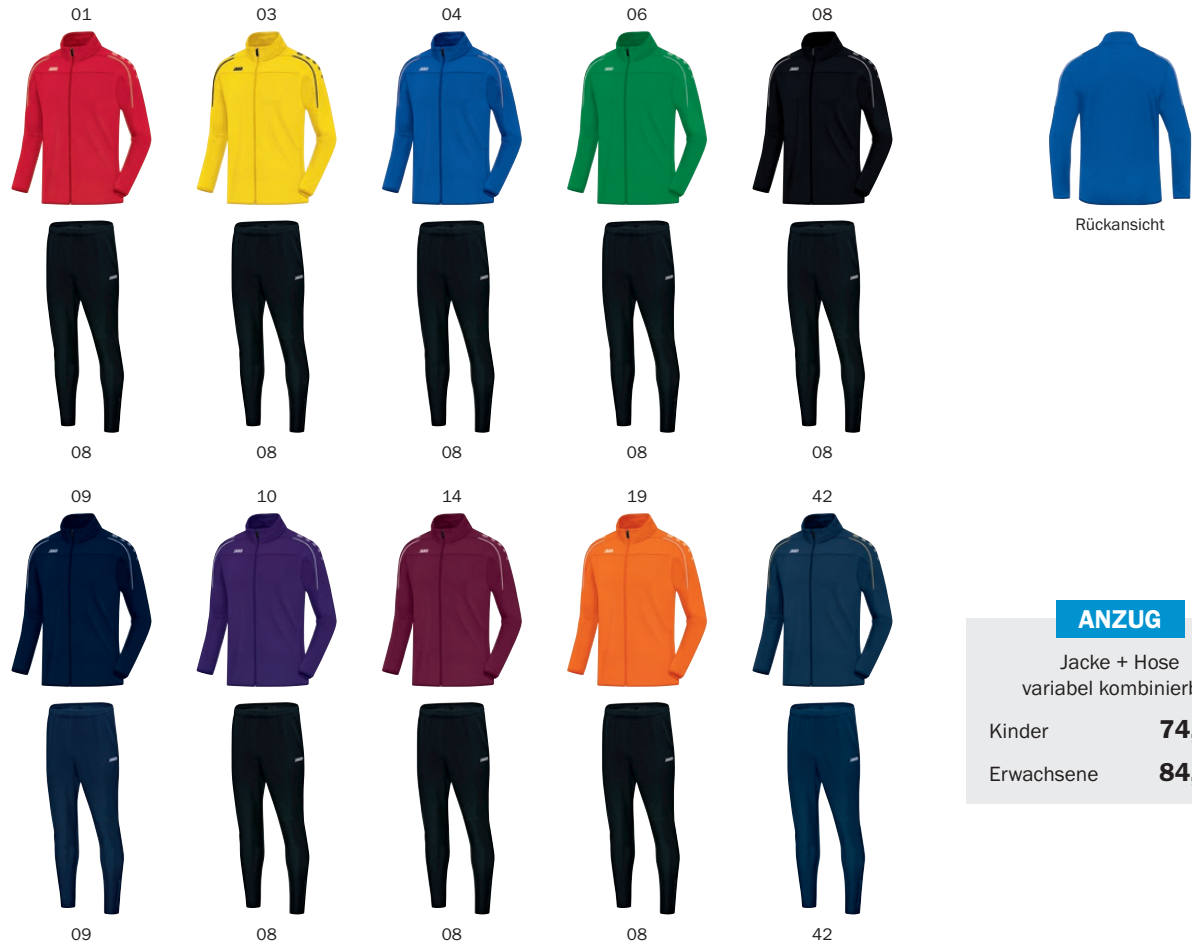 01 03 04 06 08
Rückansicht
08 08 08 08 08
09 10 14 19 42
ANZUG
Jacke + Hose
variabel
Kinder 74,
Erwachsene 84,
09 08 08 08 42